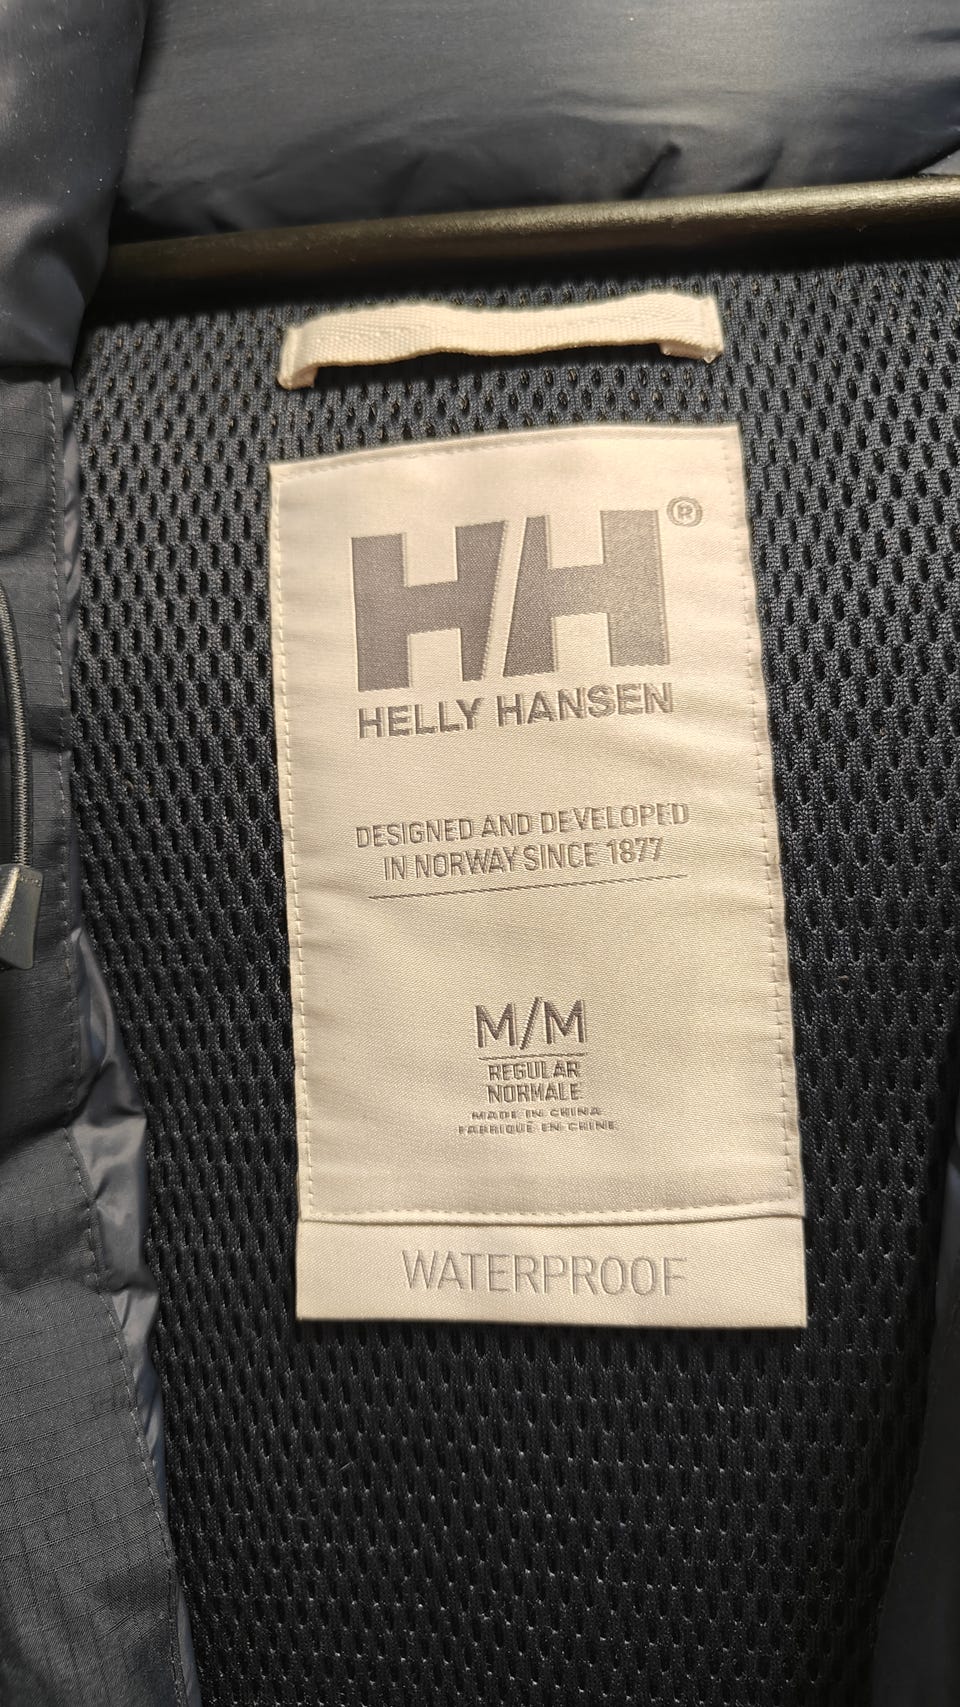 HH®
HELLY HANSEN
DESIGNED AND DEVELOPED
IN NORWAY SINCE 1877
M/M
REGULAR
NORMALE
MADE IN CHINA
FABRIQUÉ EN CHINE
WATERPROOF